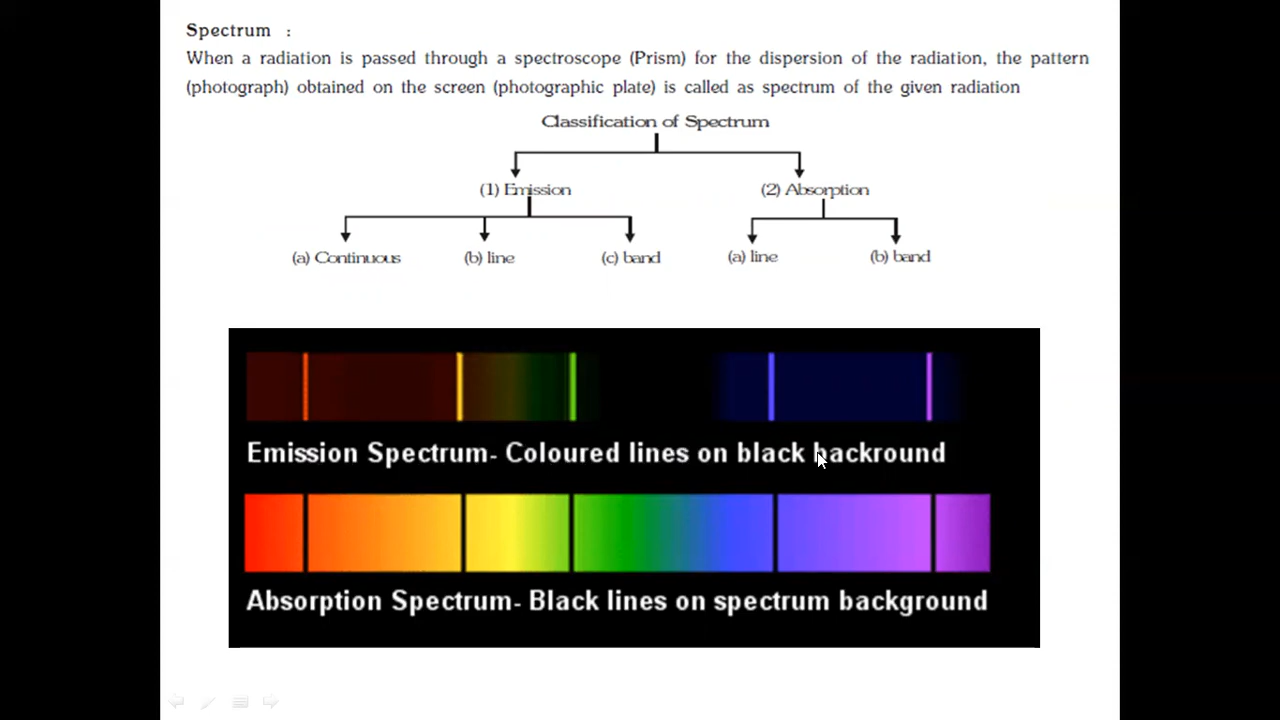 Spectrum :
When a radiation is passed through a spectroscope (Prism) for the dispersion of the radiation, the pattern
(photograph) obtained on the screen (photographic plate) is called as spectrum of the given radiation
Classification of Spectrum
(1) Emission (2) Absorption
(a) Continuous (b) line (c) band (a) line (b) band
Emission Spectrum- Coloured lines on black backround
Absorption Spectrum- Black lines on spectrum background